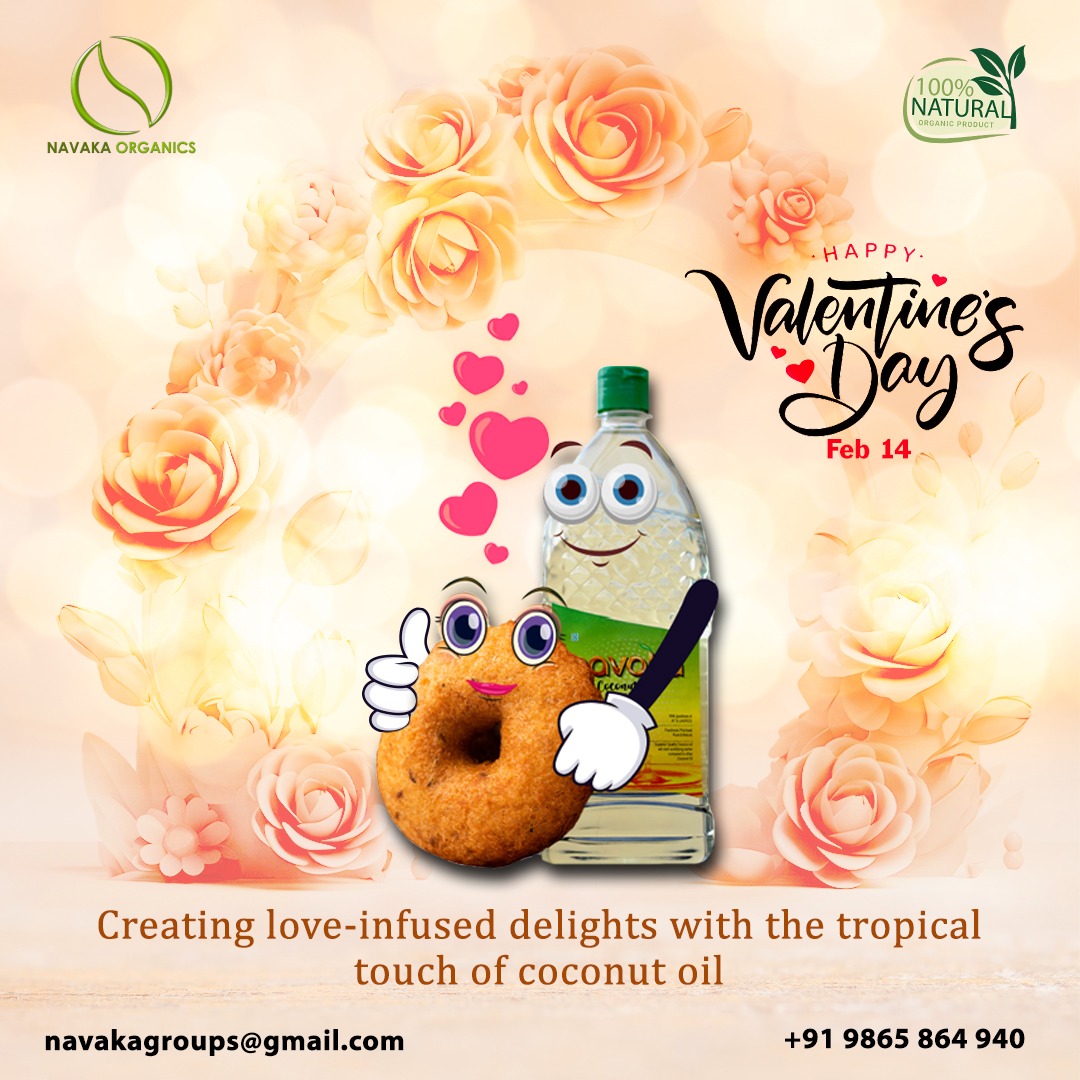 NAVAKA ORGANICS
100%
NATURAL
ORGANIC PRODUCT
·HAPPY·
Valentine's
Day
Feb 14
Creating love-infused delights with the tropical
touch of coconut oil
navakagroups@gmail.com
+91 9865 864 940